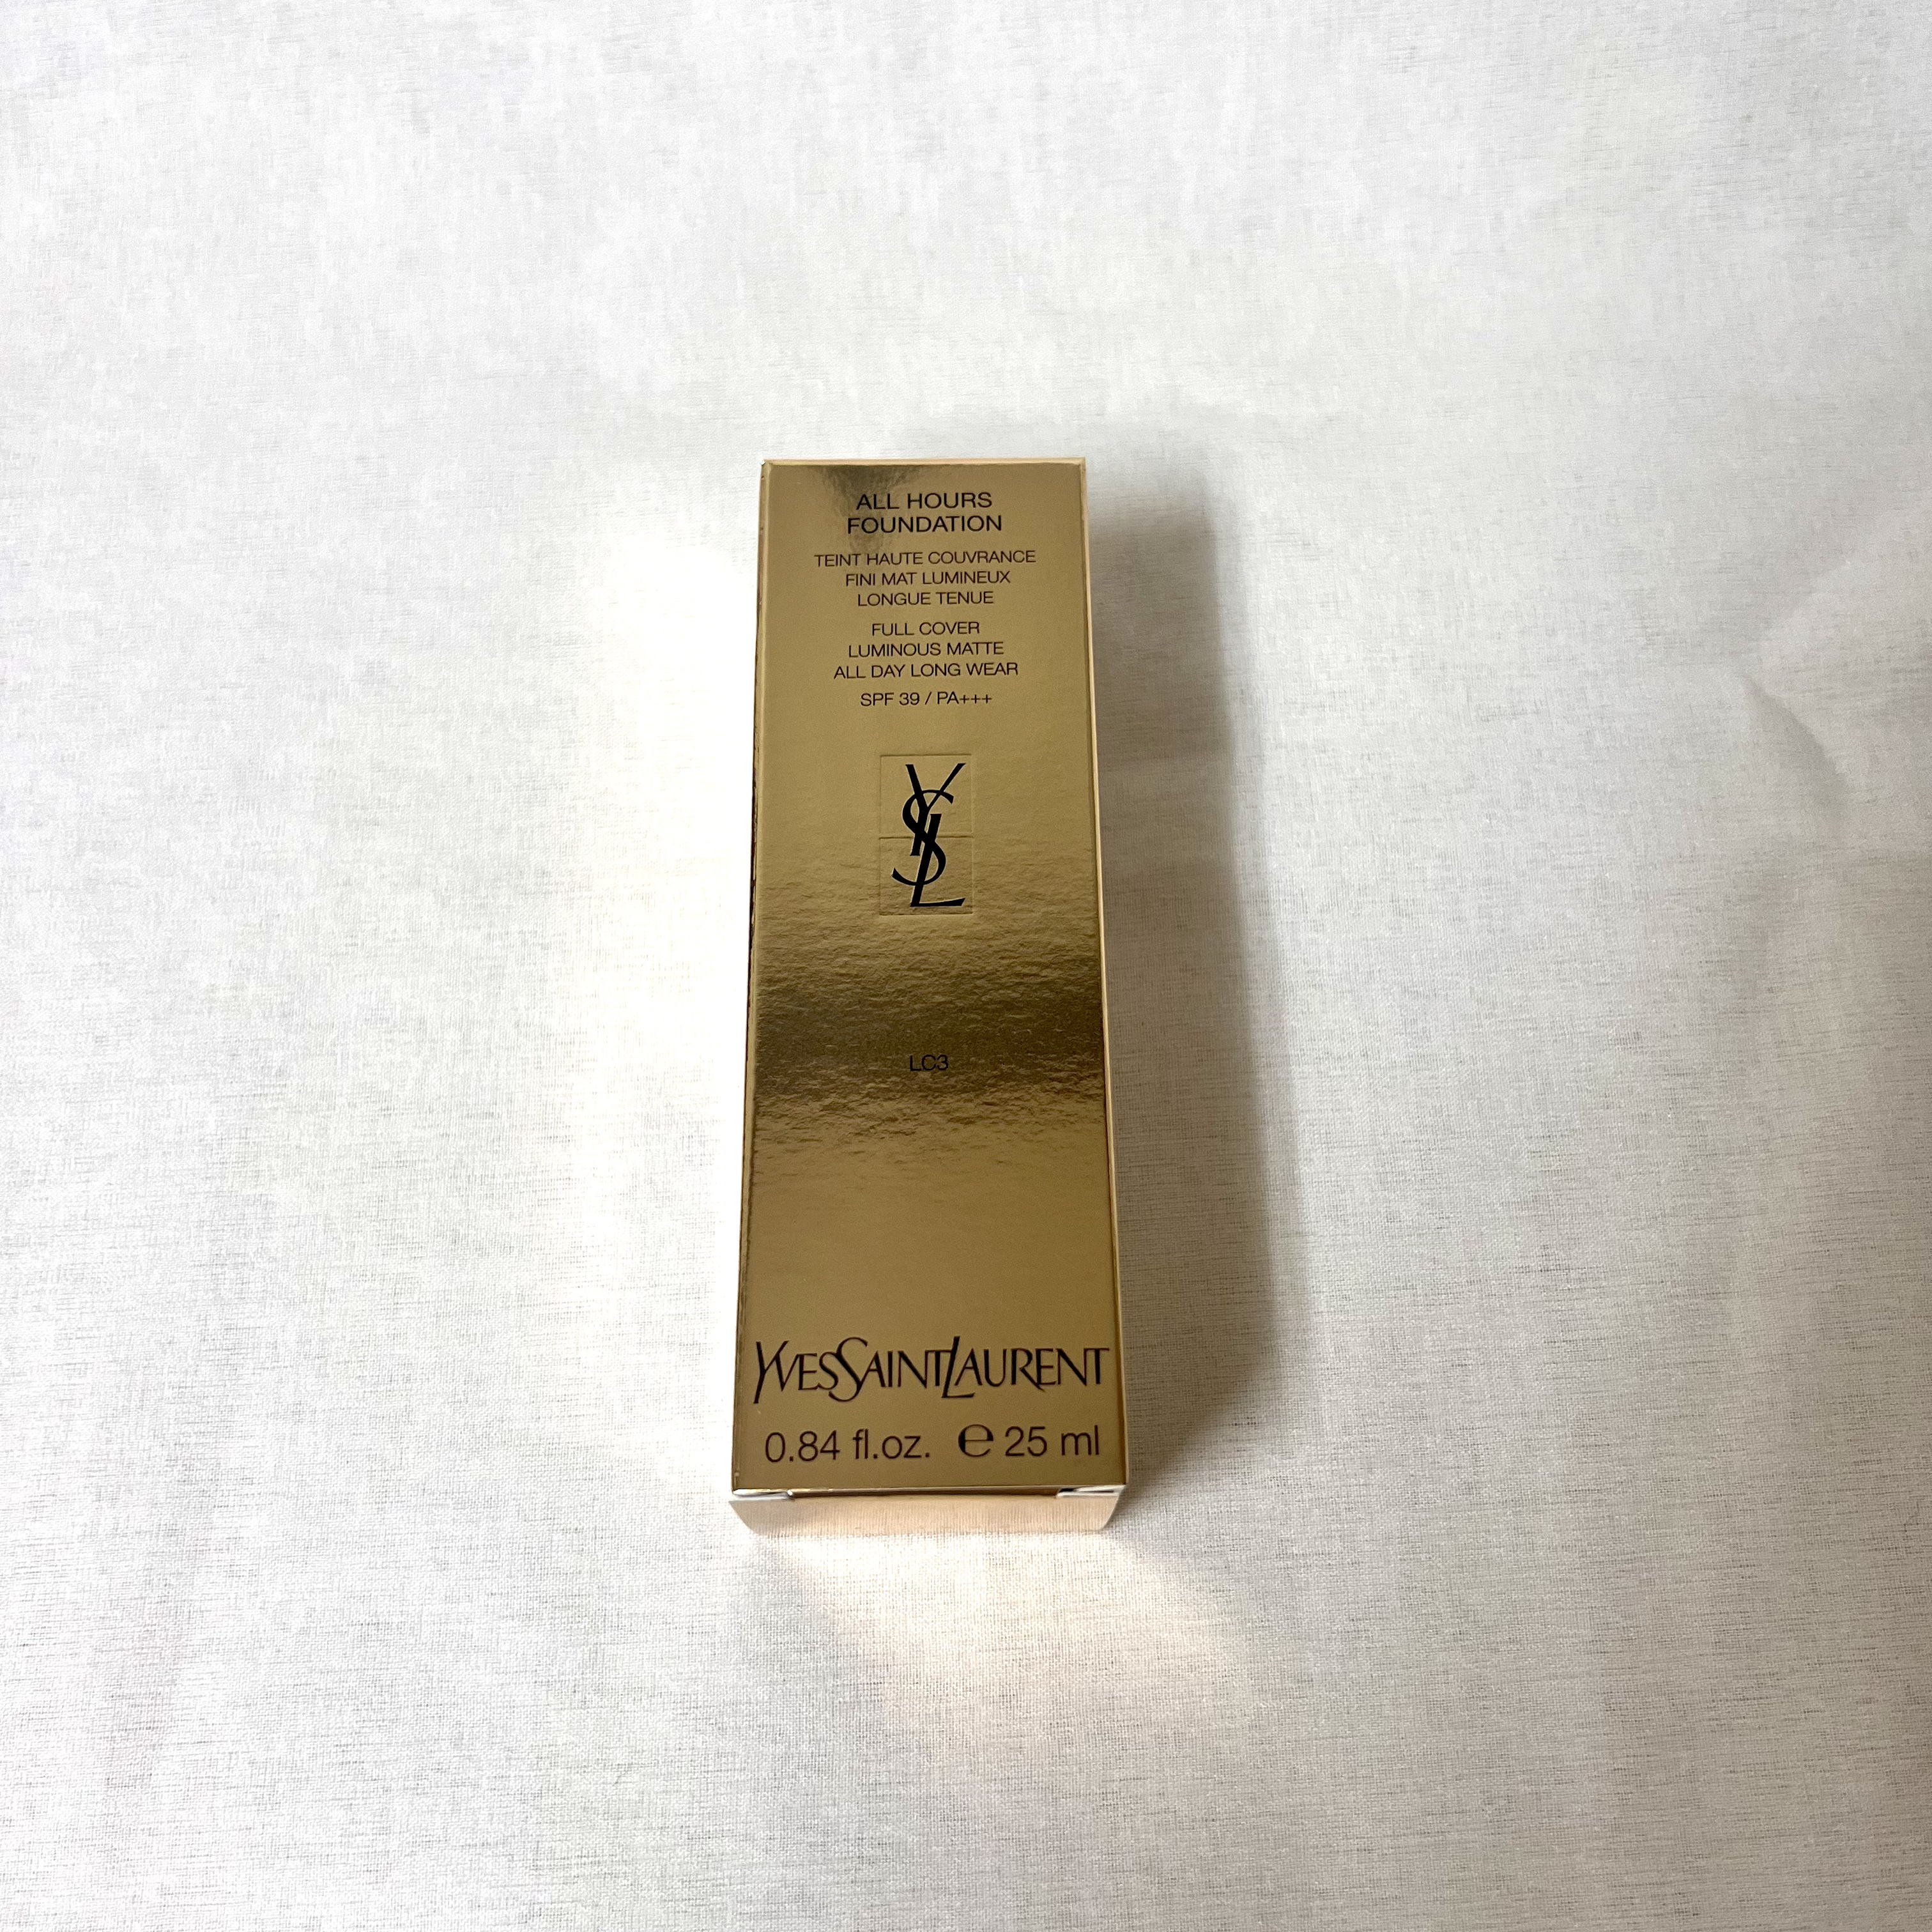 ALL HOURS
FOUNDATION
TEINT HAUTE COUVRANCE
FINI MAT LUMINEUX
LONGUE TENUE
FULL COVER
LUMINOUS MATTE
ALL DAY LONG WEAR
SPF 39 / PA+++
YSL
LC3
YVESSAINTLAURENT
0.84 fl.oz. ℮ 25 ml